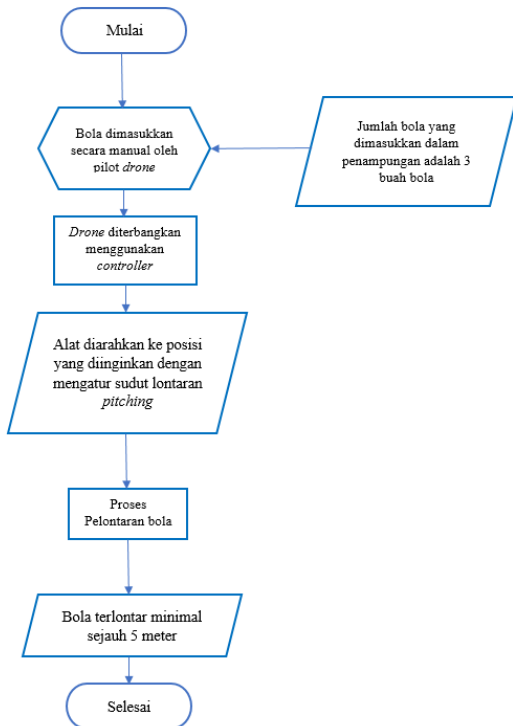 Mulai
Bola dimasukkan
secara manual oleh
pilot drone
Jumlah bola yang
dimasukkan dalam
penampungan adalah 3
buah bola
Drone diterbangkan
menggunakan
controller
Alat diarahkan ke posisi
yang diinginkan dengan
mengatur sudut lontaran
pitching
Proses
Pelontaran bola
Bola terlontar minimal
sejauh 5 meter
Selesai